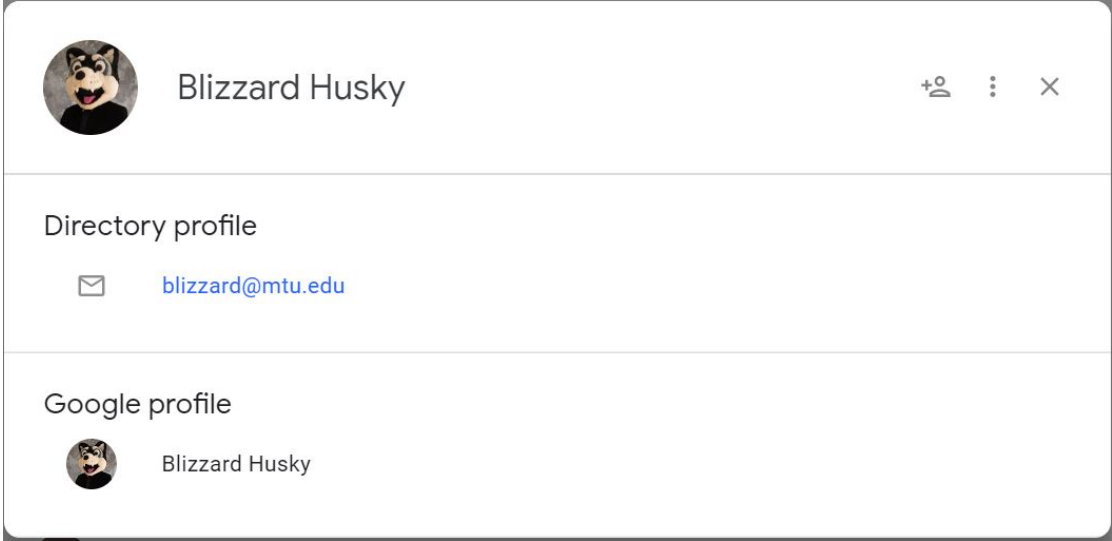 Blizzard Husky
Directory profile
blizzard@mtu.edu
Google profile
Blizzard Husky